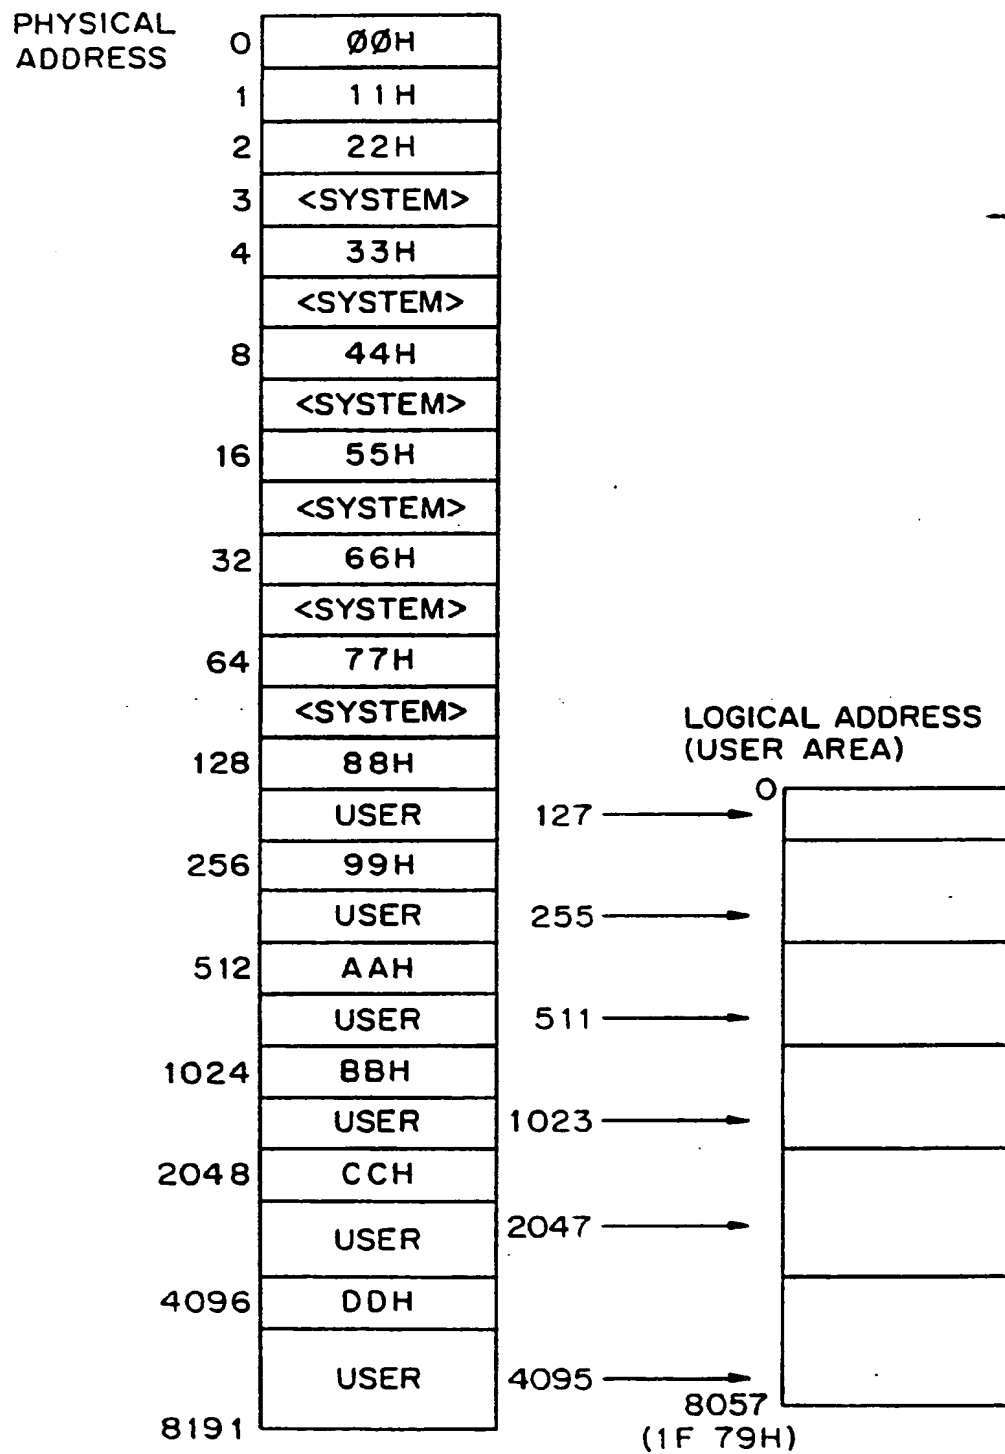 PHYSICAL
ADDRESS
0 ØØH
1 11H
2 22H
3 <SYSTEM>
4 33H
<SYSTEM>
8 44H
<SYSTEM>
16 55H
<SYSTEM>
32 66H
<SYSTEM>
64 77H
<SYSTEM>
128 88H
USER 127
256 99H
USER 255
512 AAH
USER 511
1024 BBH
USER 1023
2048 CCH
USER 2047
4096 DDH
USER 4095
8191
LOGICAL ADDRESS
(USER AREA)
0
8057
(1F 79H)